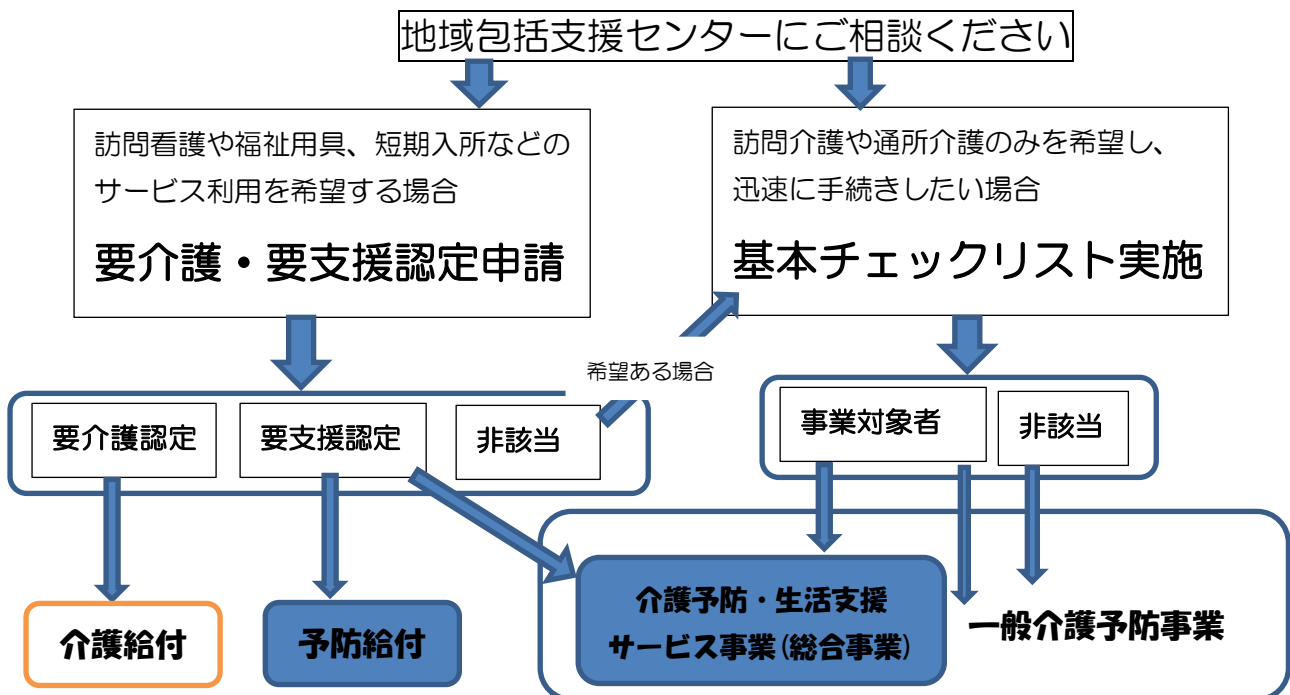 地域包括支援センターにご相談ください
訪問看護や福祉用具、短期入所などの
サービス利用を希望する場合
要介護・要支援認定申請
訪問介護や通所介護のみを希望し、
迅速に手続きしたい場合
基本チェックリスト実施
希望ある場合
要介護認定
要支援認定
非該当
事業対象者
非該当
介護給付
予防給付
介護予防・生活支援
サービス事業(総合事業)
一般介護予防事業